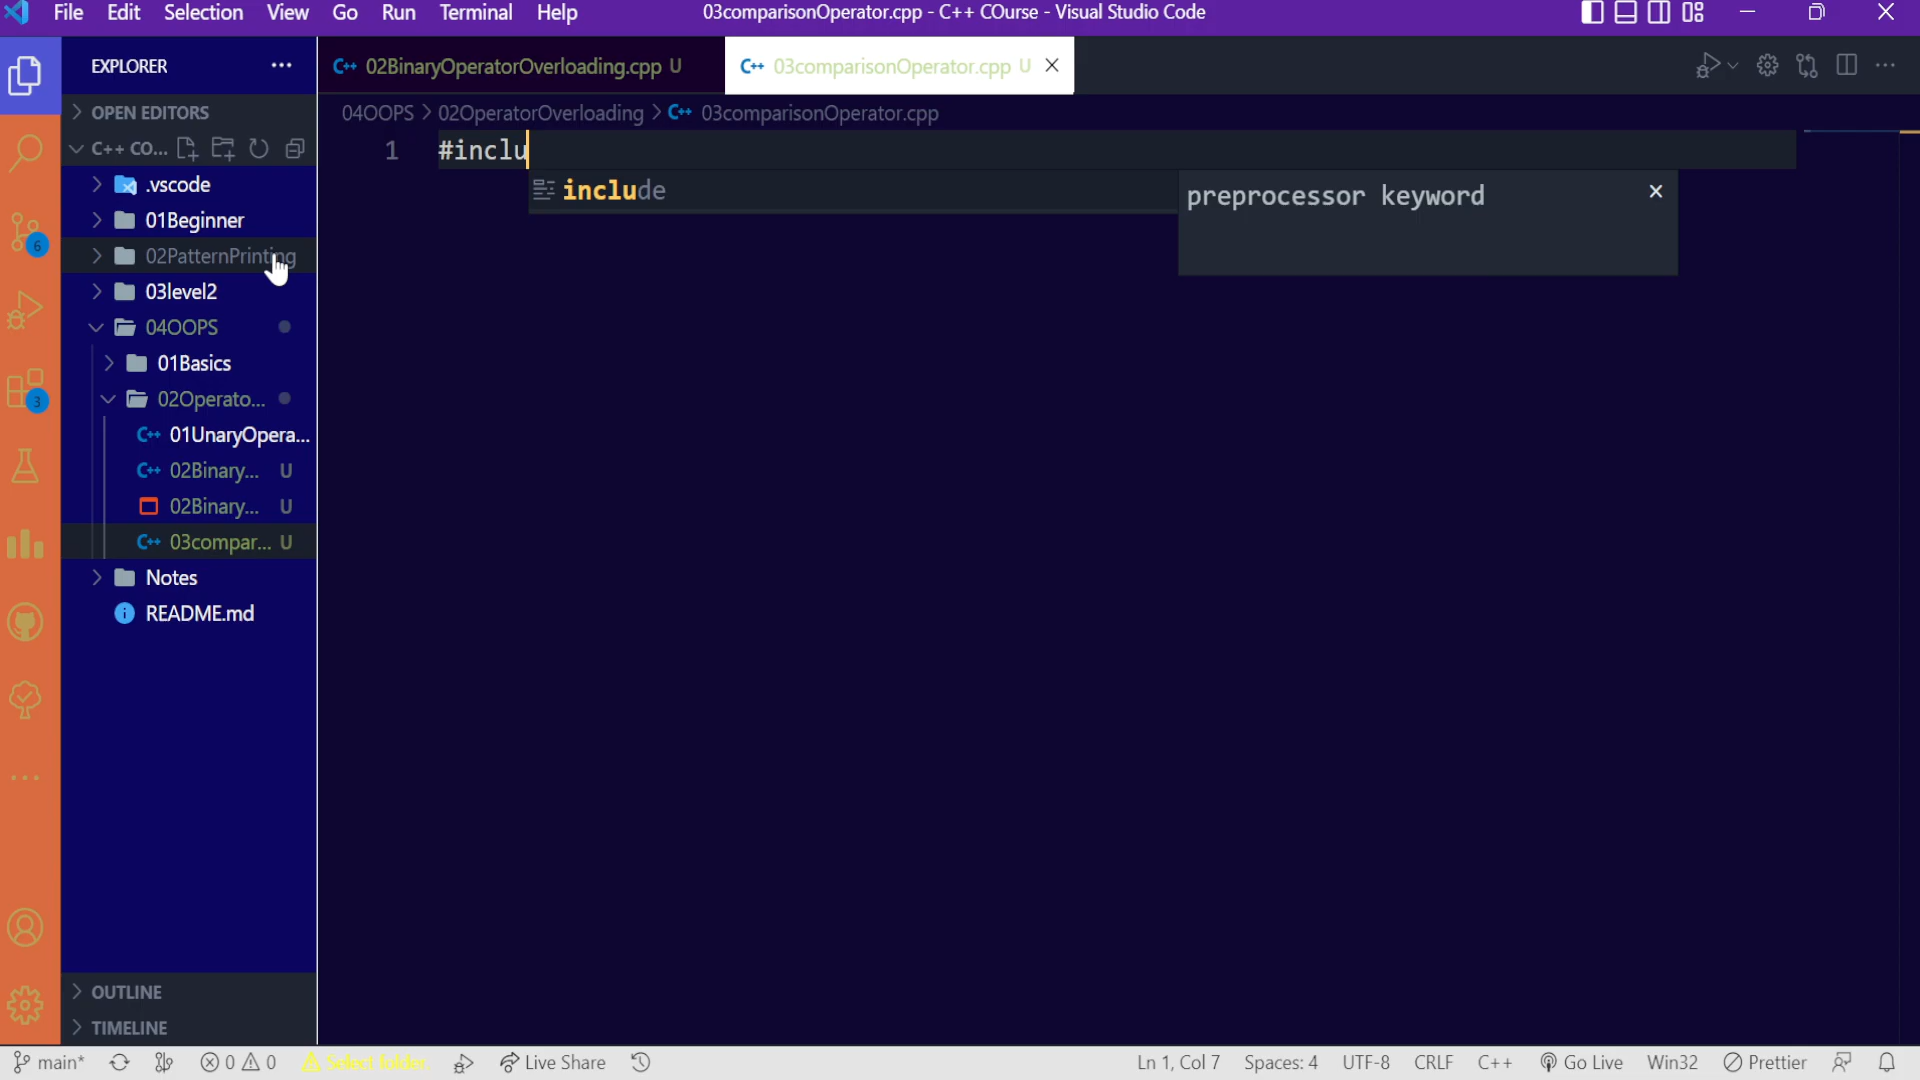 File Edit Selection View Go Run Terminal Help 03comparisonOperator.cpp - C++ COurse - Visual Studio Code
EXPLORER
02BinaryOperatorOverloading.cpp U
03comparisonOperator.cpp U
OPEN EDITORS
04OOPS > 02OperatorOverloading > 03comparisonOperator.cpp
C++ CO...
1 #inclu
include
preprocessor keyword
.vscode
01Beginner
02PatternPrinting
03level2
04OOPS
01Basics
02Operato...
01UnaryOpera...
02Binary... U
02Binary... U
03compar... U
Notes
README.md
6
3
OUTLINE
TIMELINE
main* 0 0 Select folder. Live Share Ln 1, Col 7 Spaces: 4 UTF-8 CRLF C++ Go Live Win32 Prettier